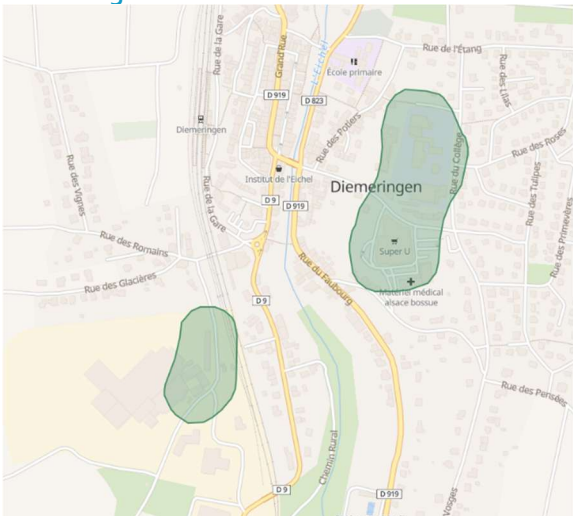 Rue de la Gare
Grand'Rue
L'Eichel
Rue de l'Étang
École primaire
Rue des Lilas
D 919
D 823
Diemeringen
Rue des Potiers
Rue du Collège
Rue des Roses
Rue des Vignes
Institut de l'Eichel
Rue de la Gare
Diemeringen
Rue des Tulipes
Rue des Primevères
D 9
D 919
Rue des Romains
Super U
Rue du Faubourg
Rue des Glacières
Matériel médical
alsace bossue
D 9
Rue des Pensées
Chemin Rural
D 9
D 919
Vosges